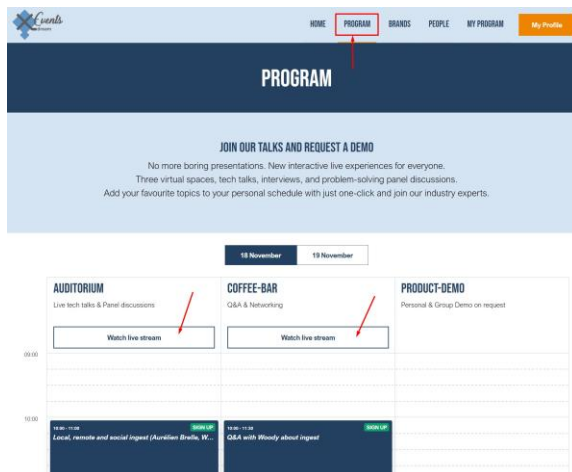 Events
HOME PROGRAM BRANDS PEOPLE MY PROGRAM My Profile
PROGRAM
JOIN OUR TALKS AND REQUEST A DEMO
No more boring presentations. New interactive live experiences for everyone.
Three virtual spaces, tech talks, interviews, and problem-solving panel discussions.
Add your favourite topics to your personal schedule with just one-click and join our industry experts.
18 November 19 November
AUDITORIUM COFFEE-BAR PRODUCT-DEMO
Live tech talks & Panel discussions Q&A & Networking Personal & Group Demo on request
Watch live stream Watch live stream
09:00
10:00
SIGN UP SIGN UP
Local, remote and social ingest (Aurélien Brelle, W... Q&A with Woody about ingest